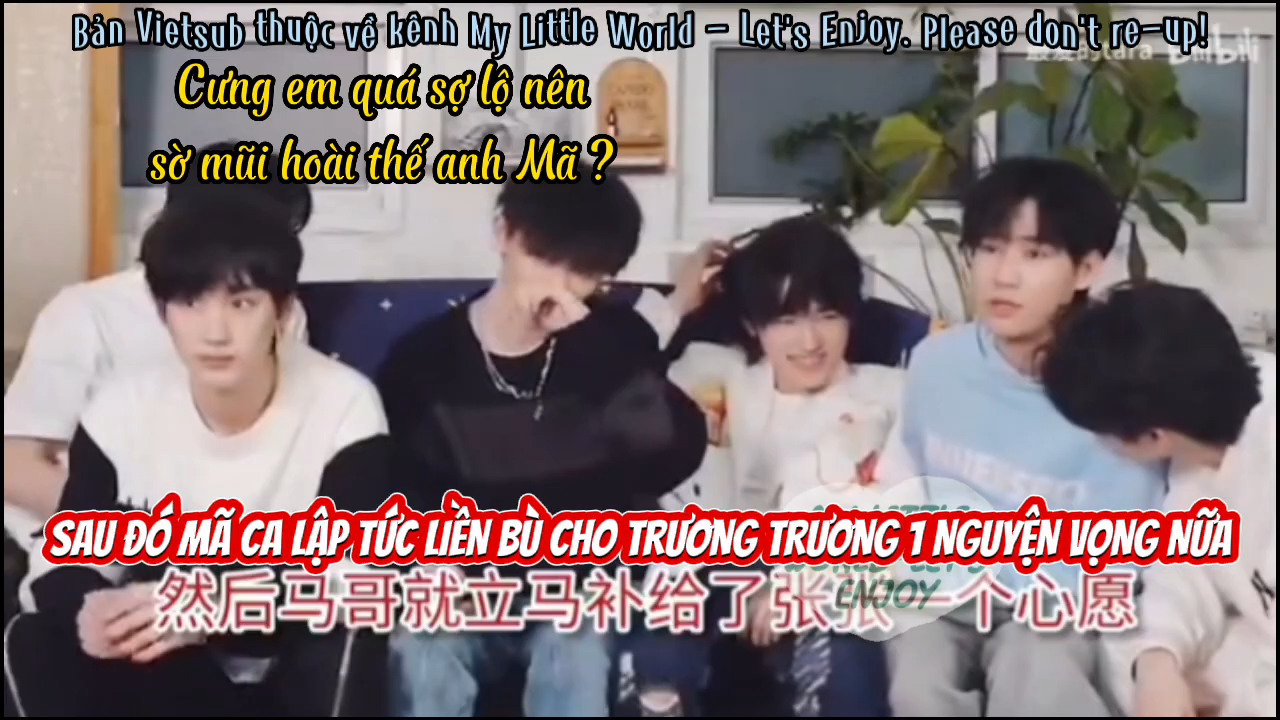 Bản Vietsub thuộc về kênh My Little World - Let's Enjoy. Please don't re-up!
bilibili
Cưng em quá sợ lộ nên
sờ mũi hoài thế anh Mã ?
SAU ĐÓ MÃ CA LẬP TỨC LIỀN BÙ CHO TRƯƠNG TRƯƠNG 1 NGUYỆN VỌNG NỮA
然后马哥就立马补给了张张一个心愿
ENJOY